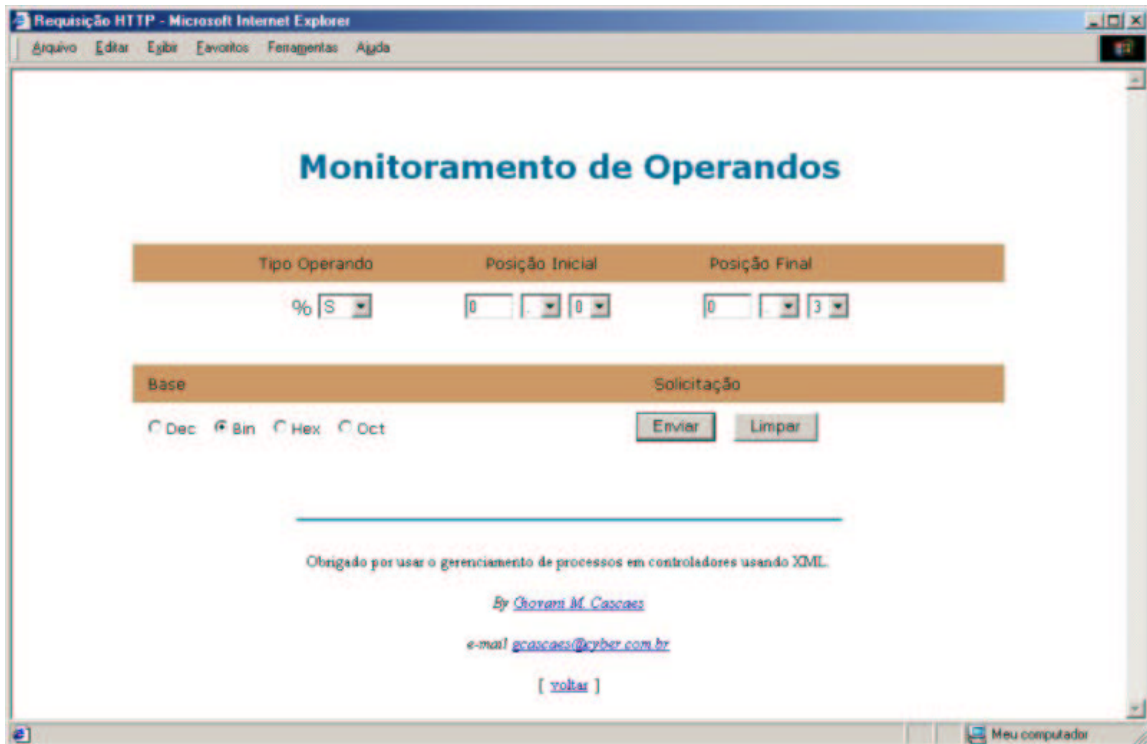 Requisição HTTP - Microsoft Internet Explorer
Arquivo Editar Exibir Favoritos Ferramentas Ajuda
Monitoramento de Operandos
Tipo Operando Posição Inicial Posição Final
% S 0 . 0 0 . 3
Base Solicitação
Dec Bin Hex Oct Enviar Limpar
Obrigado por usar o gerenciamento de processos em controladores usando XML.
By Giovani M. Cascaes
e-mail gcascaes@cyber.com.br
[ voltar ]
Meu computador